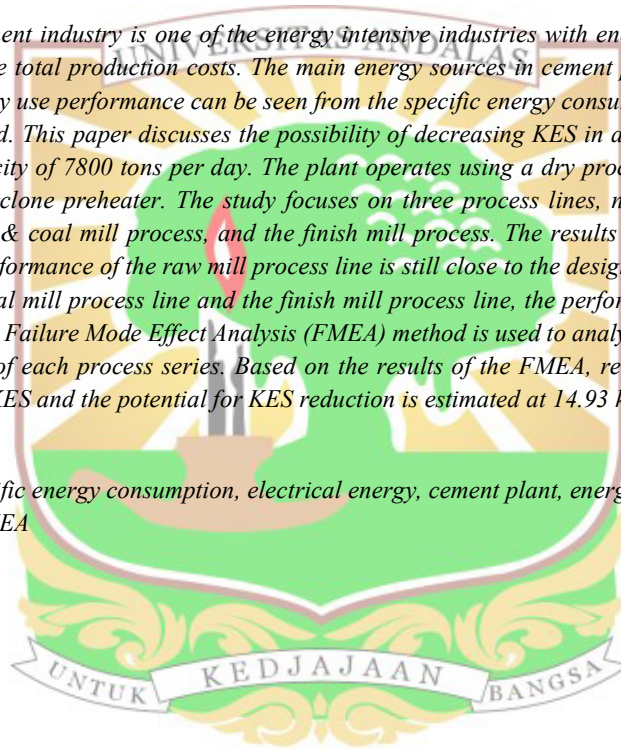 ment industry is one of the energy intensive industries with en
UNIVERSITAS ANDALAS
e total production costs. The main energy sources in cement p
y use performance can be seen from the specific energy consu
d. This paper discusses the possibility of decreasing KES in a
city of 7800 tons per day. The plant operates using a dry proc
clone preheater. The study focuses on three process lines, n
& coal mill process, and the finish mill process. The results
rformance of the raw mill process line is still close to the design
al mill process line and the finish mill process line, the perfor
Failure Mode Effect Analysis (FMEA) method is used to analy
of each process series. Based on the results of the FMEA, re
KES and the potential for KES reduction is estimated at 14.93 k
fic energy consumption, electrical energy, cement plant, energ
EA
UNTUK KEDJAJAAN BANGSA